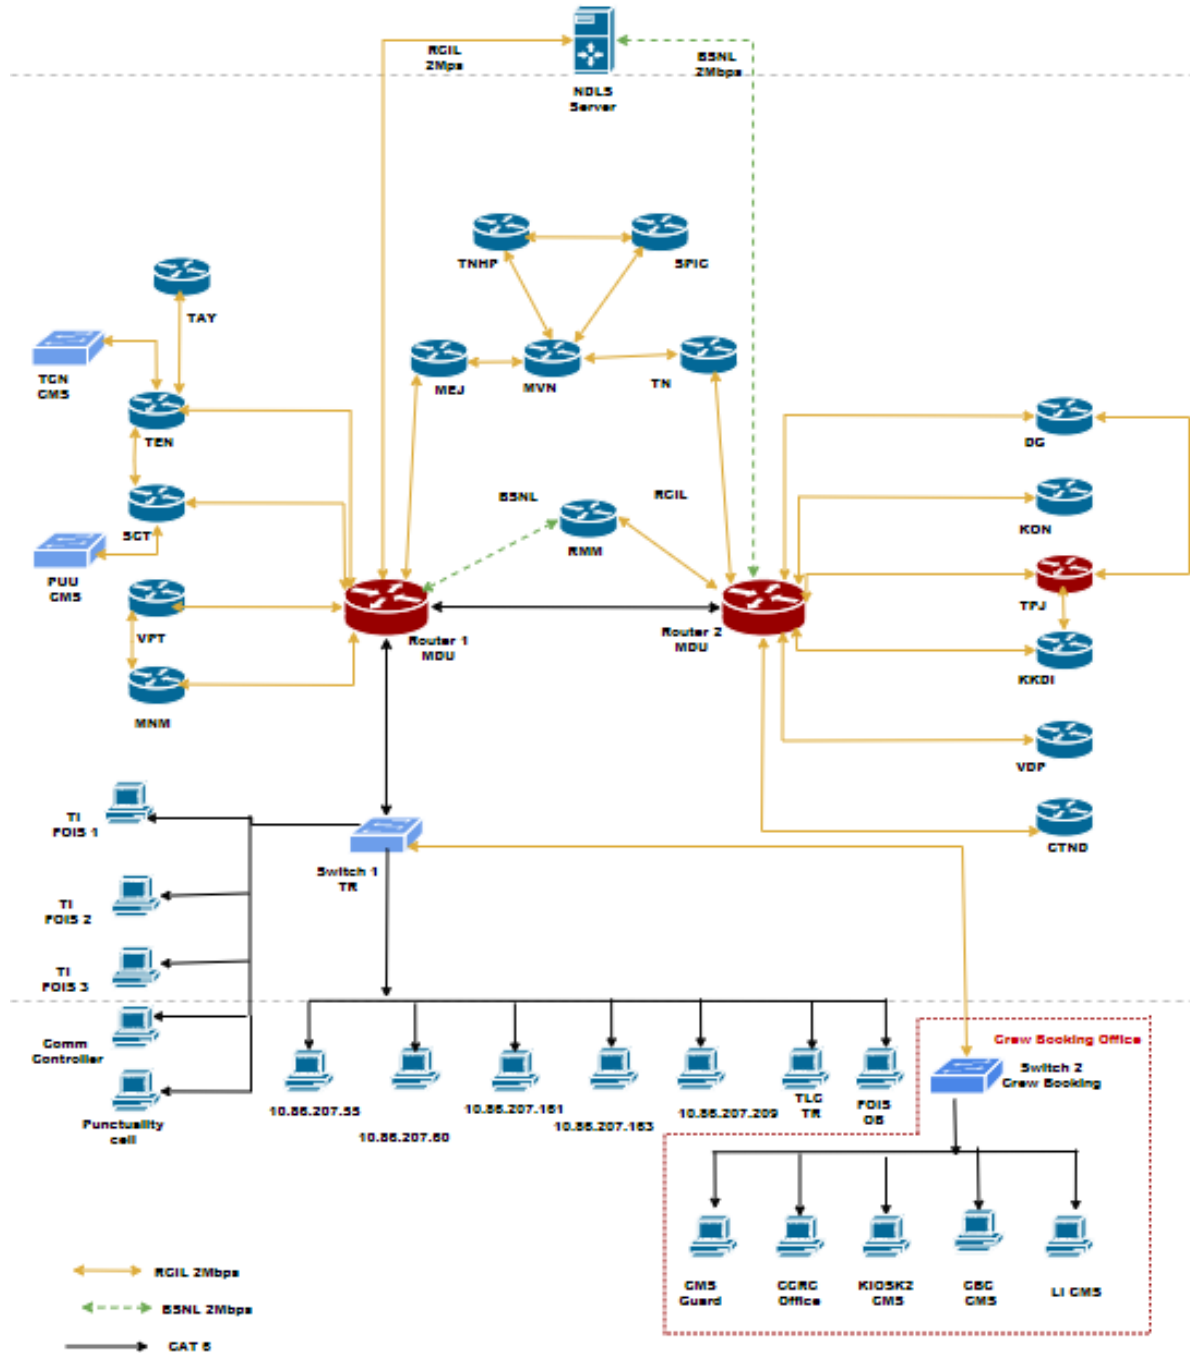 RCIL
2Mps
BSNL
2Mbps
NDLS
Server
TNHP
SPIC
TAY
TCN
CMS
MEJ
MVN
TN
TEN
DG
BSNL
RCIL
SCT
RMM
KQN
PUU
CMS
TPJ
VPT
Router 1
MDU
Router 2
MDU
KKDI
MNM
VDP
TI
FOIS 1
CTND
Switch 1
TR
TI
FOIS 2
TI
FOIS 3
Comm
Controller
Crew Booking Office
Switch 2
Crew Booking
Punctuality
cell
10.86.207.55
10.86.207.60
10.86.207.161
10.86.207.163
10.86.207.209
TLC
TR
FOIS
CMS
Guard
CCRC
Office
KIOSK2
CMS
CBC
CMS
LI CMS
RCIL 2Mbps
BSNL 2Mbps
CAT 6